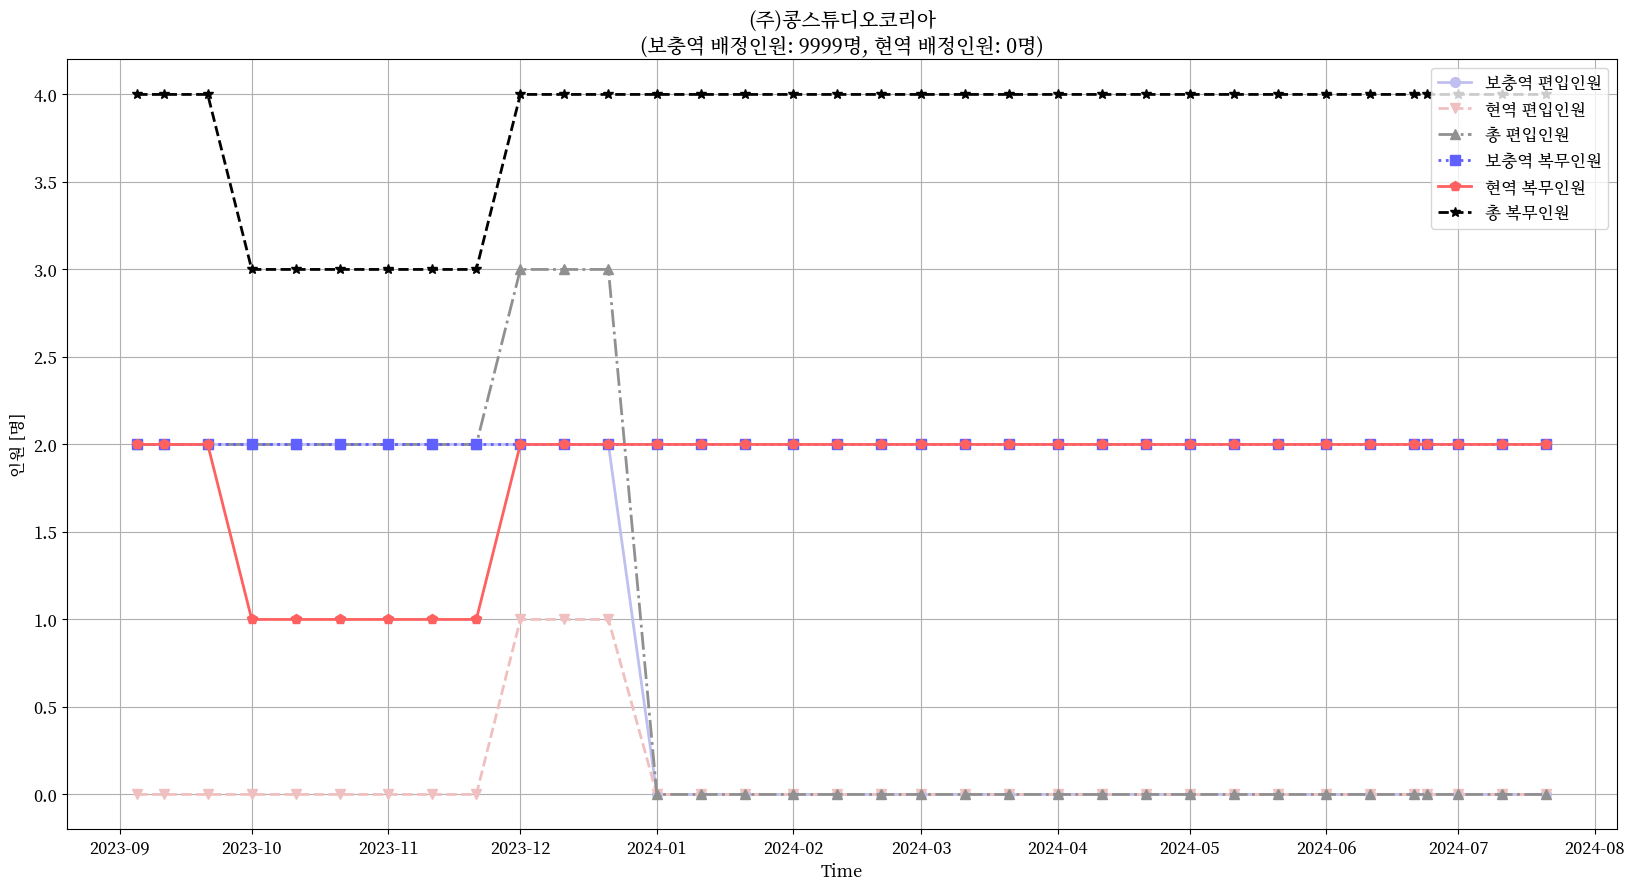 (주)콩스튜디오코리아
(보충역 배정인원: 9999명, 현역 배정인원: 0명)
보충역 편입인원
현역 편입인원
총 편입인원
보충역 복무인원
현역 복무인원
총 복무인원
인원 [명]
4.0
3.5
3.0
2.5
2.0
1.5
1.0
0.5
0.0
2023-09 2023-10 2023-11 2023-12 2024-01 2024-02 2024-03 2024-04 2024-05 2024-06 2024-07 2024-08
Time